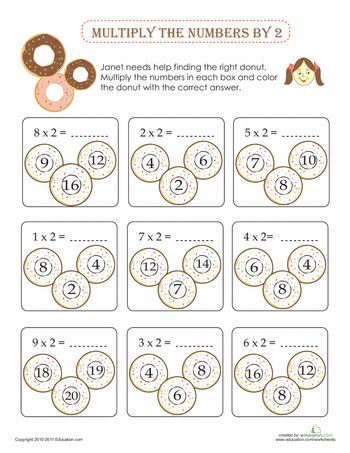 MULTIPLY THE NUMBERS BY 2
Janet needs help finding the right donut.
Multiply the numbers in each box and color
the donut with the correct answer.
8 x 2 = _ _ _ _ _ _ _
9 12
16
2 x 2 = _ _ _ _ _ _ _
4 6
2
5 x 2 = _ _ _ _ _ _ _
7 10
8
1 x 2 = _ _ _ _ _ _ _
8 4
2
7 x 2 = _ _ _ _ _ _ _
12 14
7
4 x 2= _ _ _ _ _ _ _
6 4
8
9 x 2 = _ _ _ _ _ _ _
18 19
20
3 x 2 = _ _ _ _ _ _ _
4 8
6
6 x 2 = _ _ _ _ _ _ _
16 12
8
Copyright 2010-2011 Education.com
created by:
education.com
www.education.com/worksheets